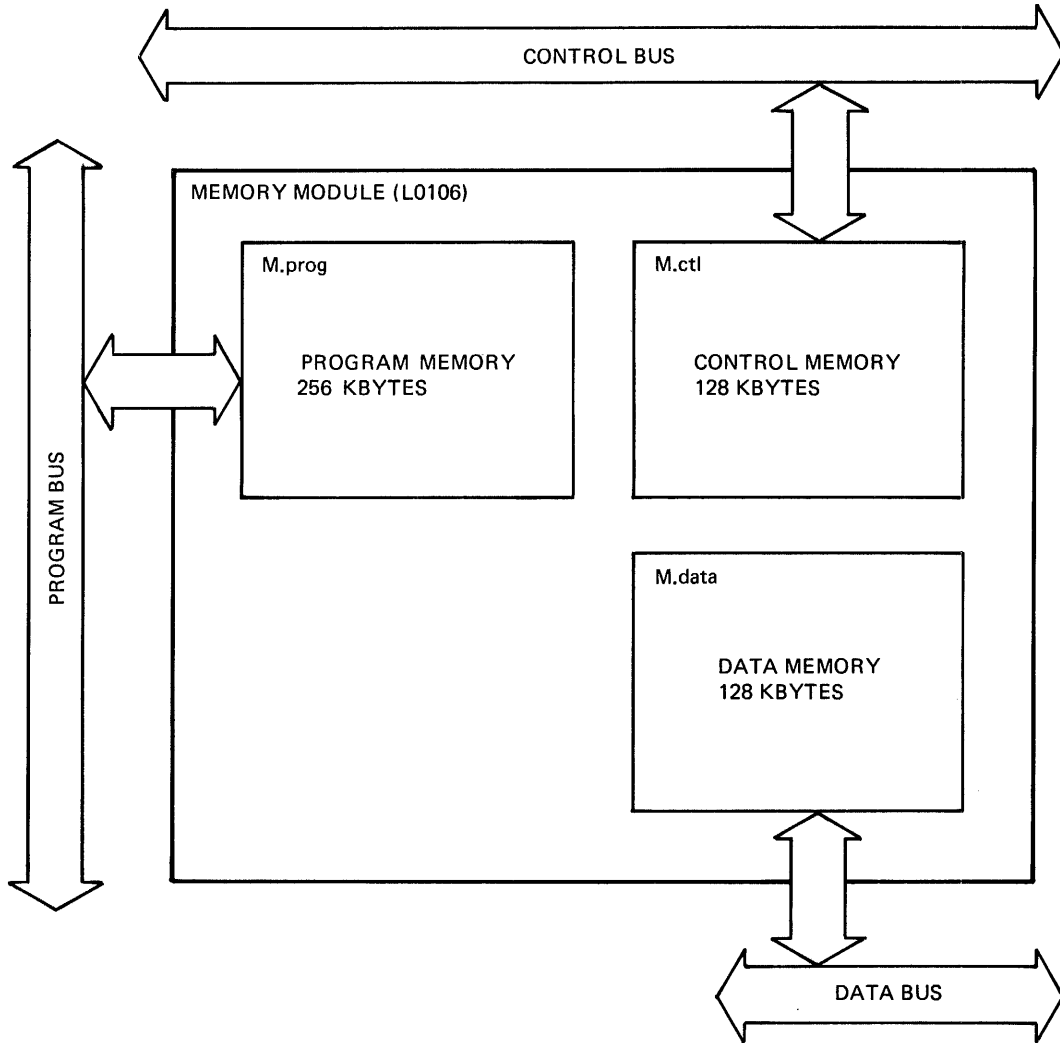 CONTROL BUS
MEMORY MODULE (L0106)
M.prog
PROGRAM MEMORY
256 KBYTES
M.ctl
CONTROL MEMORY
128 KBYTES
PROGRAM BUS
M.data
DATA MEMORY
128 KBYTES
DATA BUS